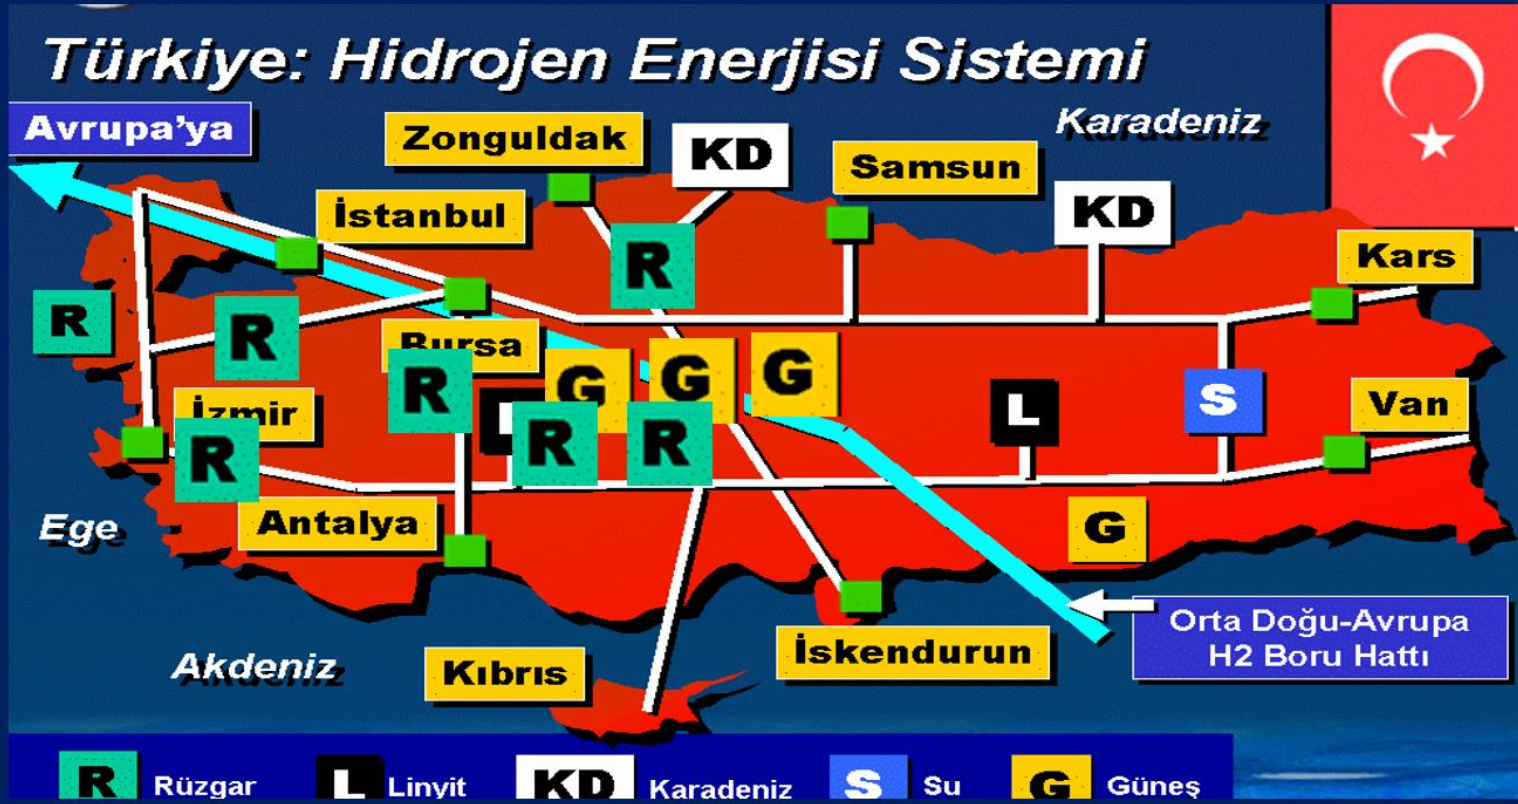 Türkiye: Hidrojen Enerjisi Sistemi
Avrupa'ya
Zonguldak
KD
Samsun
Karadeniz
İstanbul
KD
Kars
R
R
R
Bursa
R
G
G
G
L
S
Van
İzmir
R
L
R
R
Antalya
Ege
G
Orta Doğu-Avrupa
H2 Boru Hattı
Akdeniz
Kıbrıs
İskendurun
R Rüzgar L Linyit KD Karadeniz S Su G Güneş